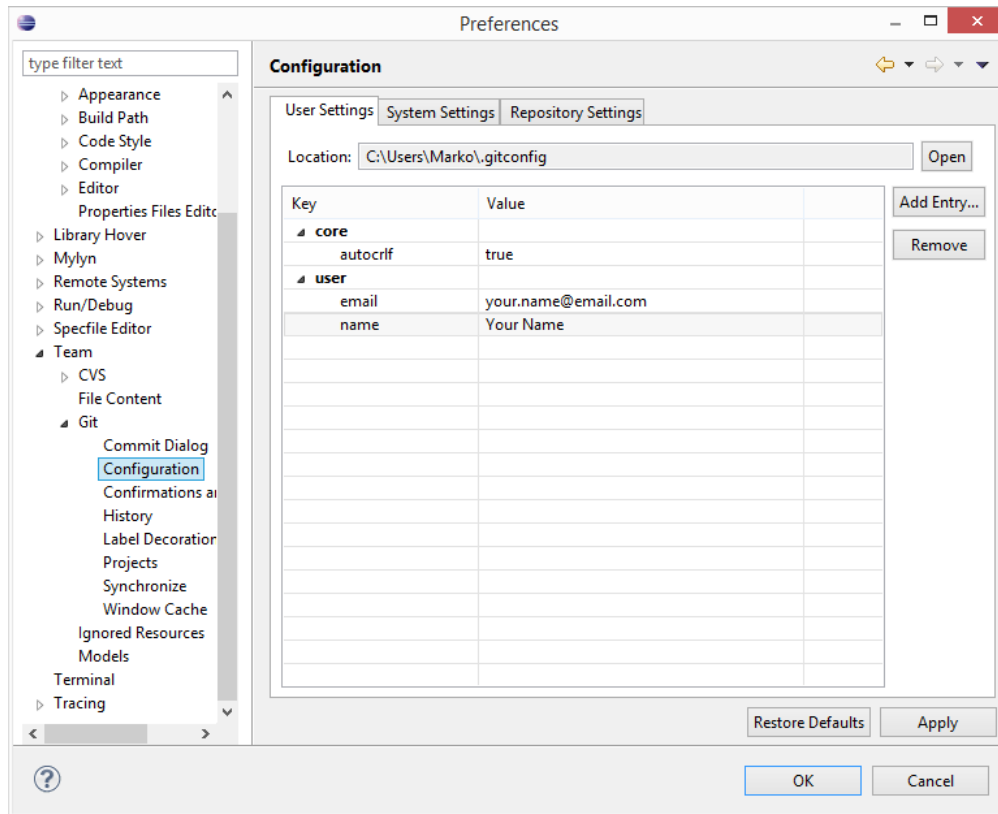 Preferences
type filter text
Appearance
Build Path
Code Style
Compiler
Editor
Properties Files Editc
Library Hover
Mylyn
Remote Systems
Run/Debug
Specfile Editor
Team
CVS
File Content
Git
Commit Dialog
Configuration
Confirmations ar
History
Label Decoration
Projects
Synchronize
Window Cache
Ignored Resources
Models
Terminal
Tracing
Configuration
User Settings System Settings Repository Settings
Location: C:\Users\Marko\.gitconfig Open
Key Value Add Entry...
core Remove
autocrlf true
user
email your.name@email.com
name Your Name
Restore Defaults Apply
OK Cancel